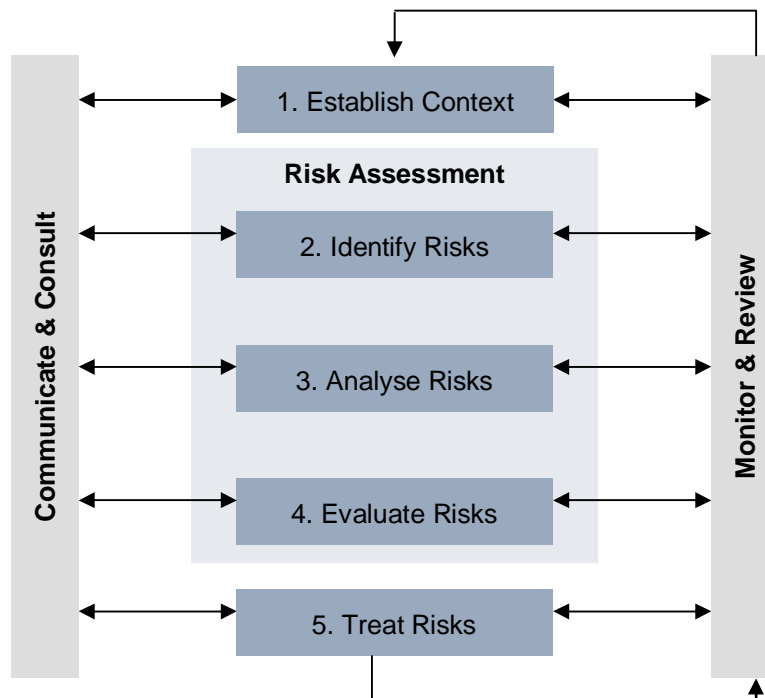 1. Establish Context
Risk Assessment
2. Identify Risks
3. Analyse Risks
4. Evaluate Risks
5. Treat Risks
Communicate & Consult
Monitor & Review